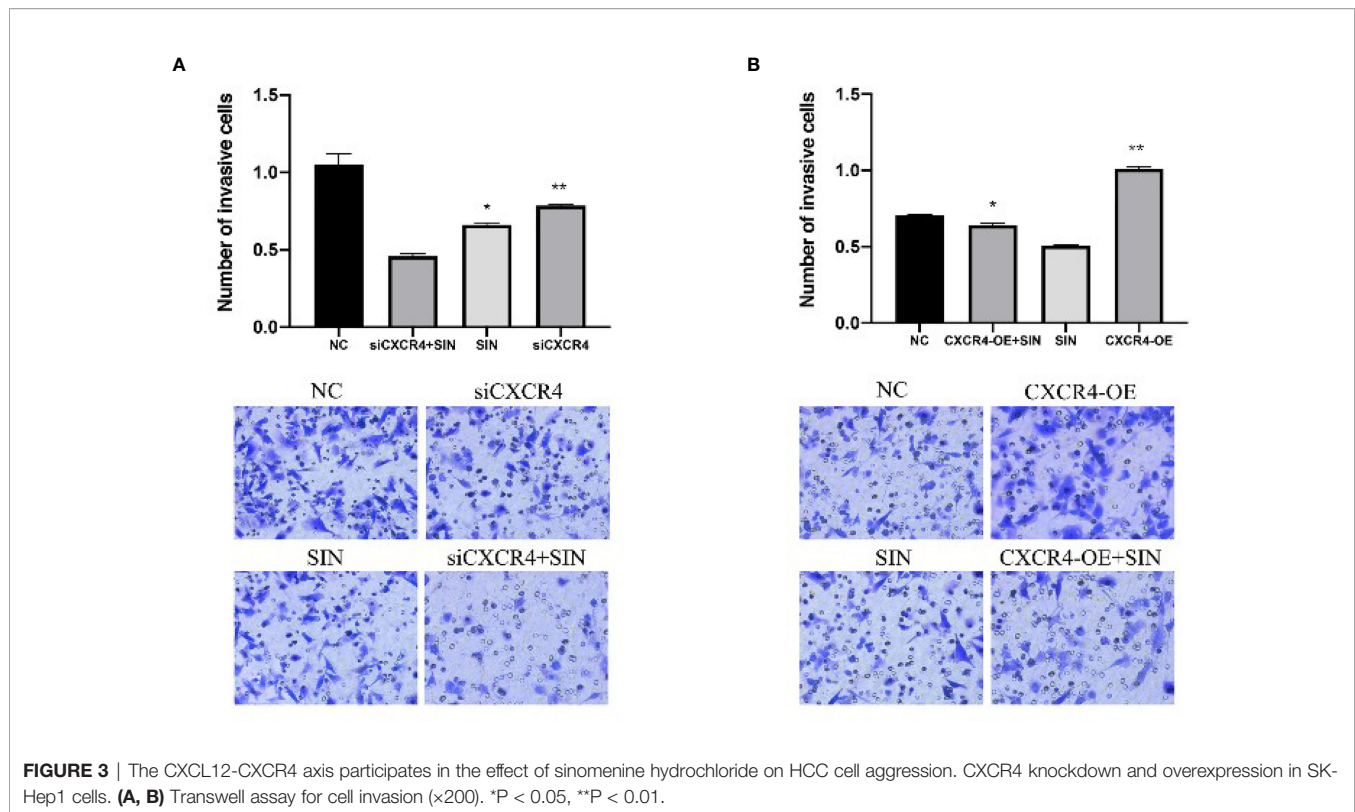 A
Number of invasive cells
1.5
1.0
0.5
0.0
*
**
NC siCXCR4+SIN SIN siCXCR4
NC siCXCR4
SIN siCXCR4+SIN
B
Number of invasive cells
1.5
1.0
0.5
0.0
*
**
NC CXCR4-OE+SIN SIN CXCR4-OE
NC CXCR4-OE
SIN CXCR4-OE+SIN
FIGURE 3 | The CXCL12-CXCR4 axis participates in the effect of sinomenine hydrochloride on HCC cell aggression. CXCR4 knockdown and overexpression in SK-
Hep1 cells. (A, B) Transwell assay for cell invasion (×200). *P < 0.05, **P < 0.01.